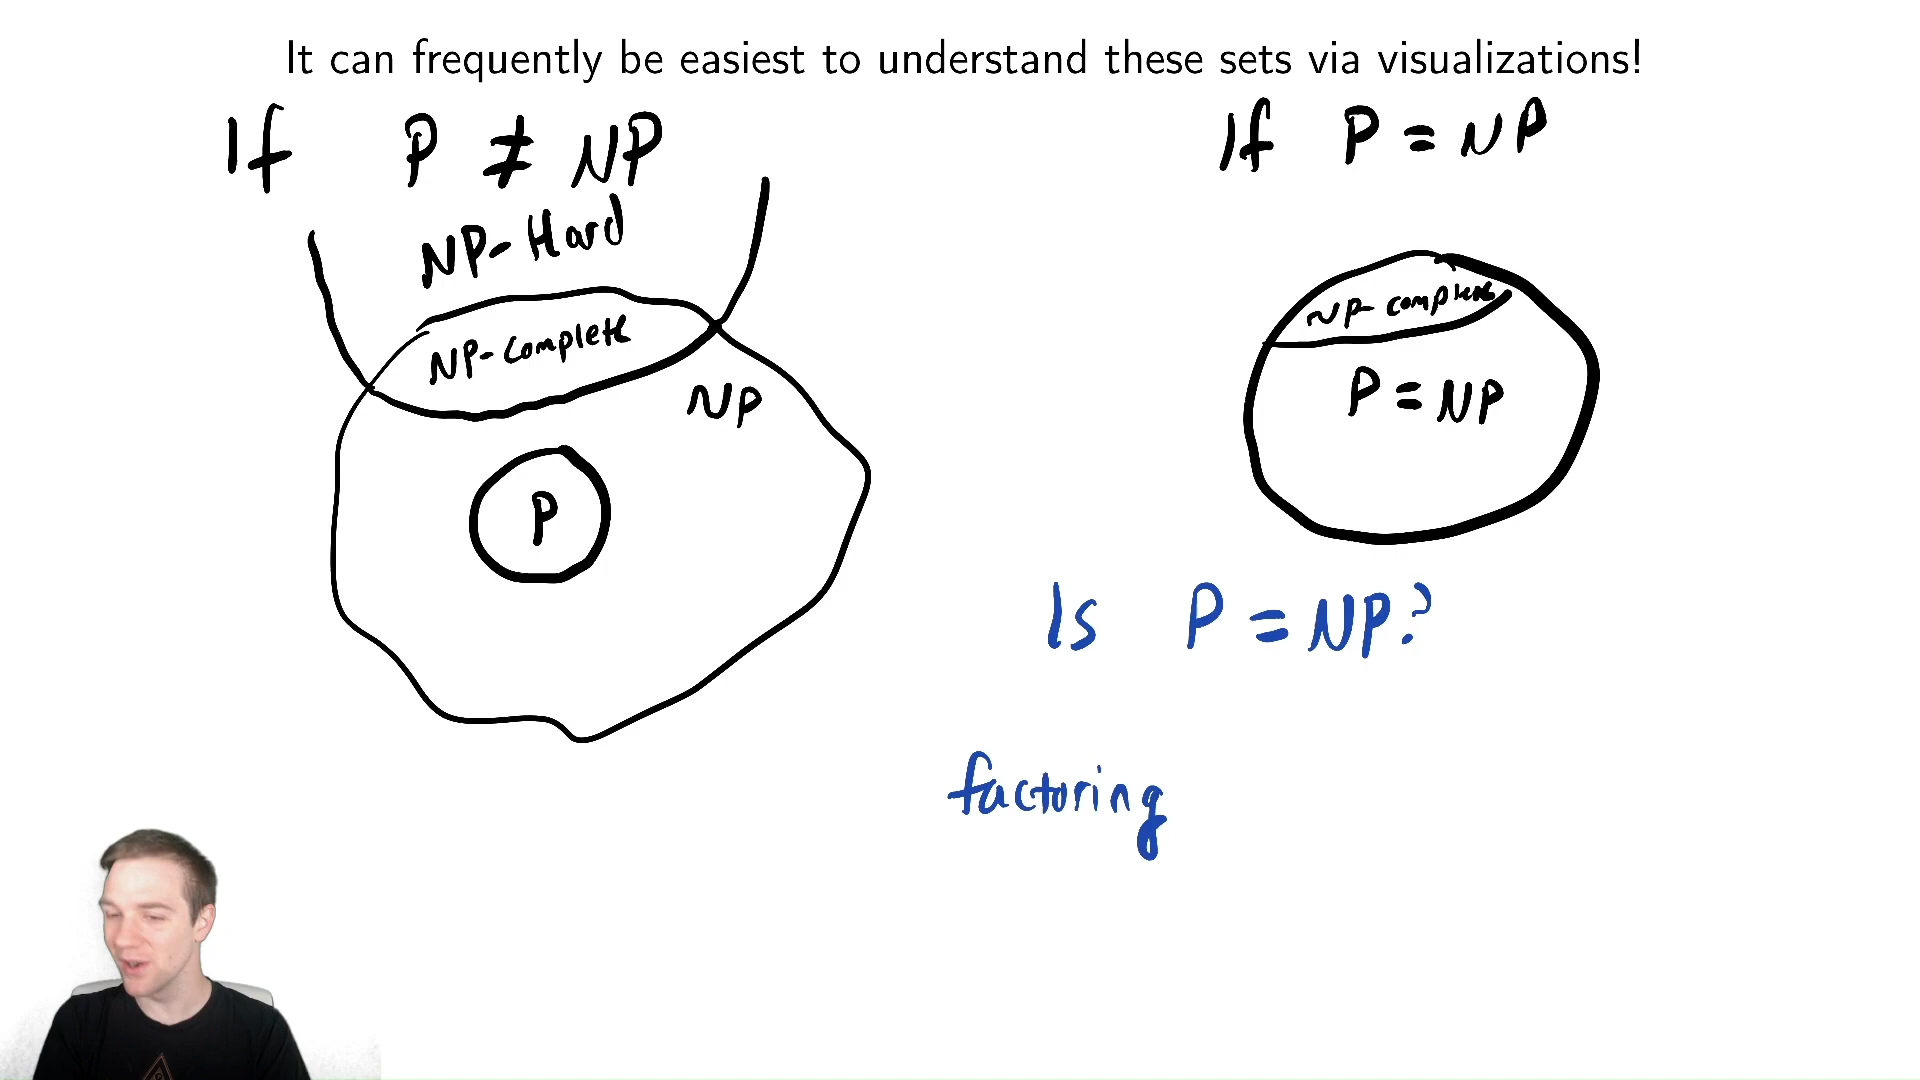 It can frequently be easiest to understand these sets via visualizations!
If P ≠ NP
NP-Hard
NP-Complete
NP
P
If P = NP
NP-complete
P = NP
Is P = NP?
factoring